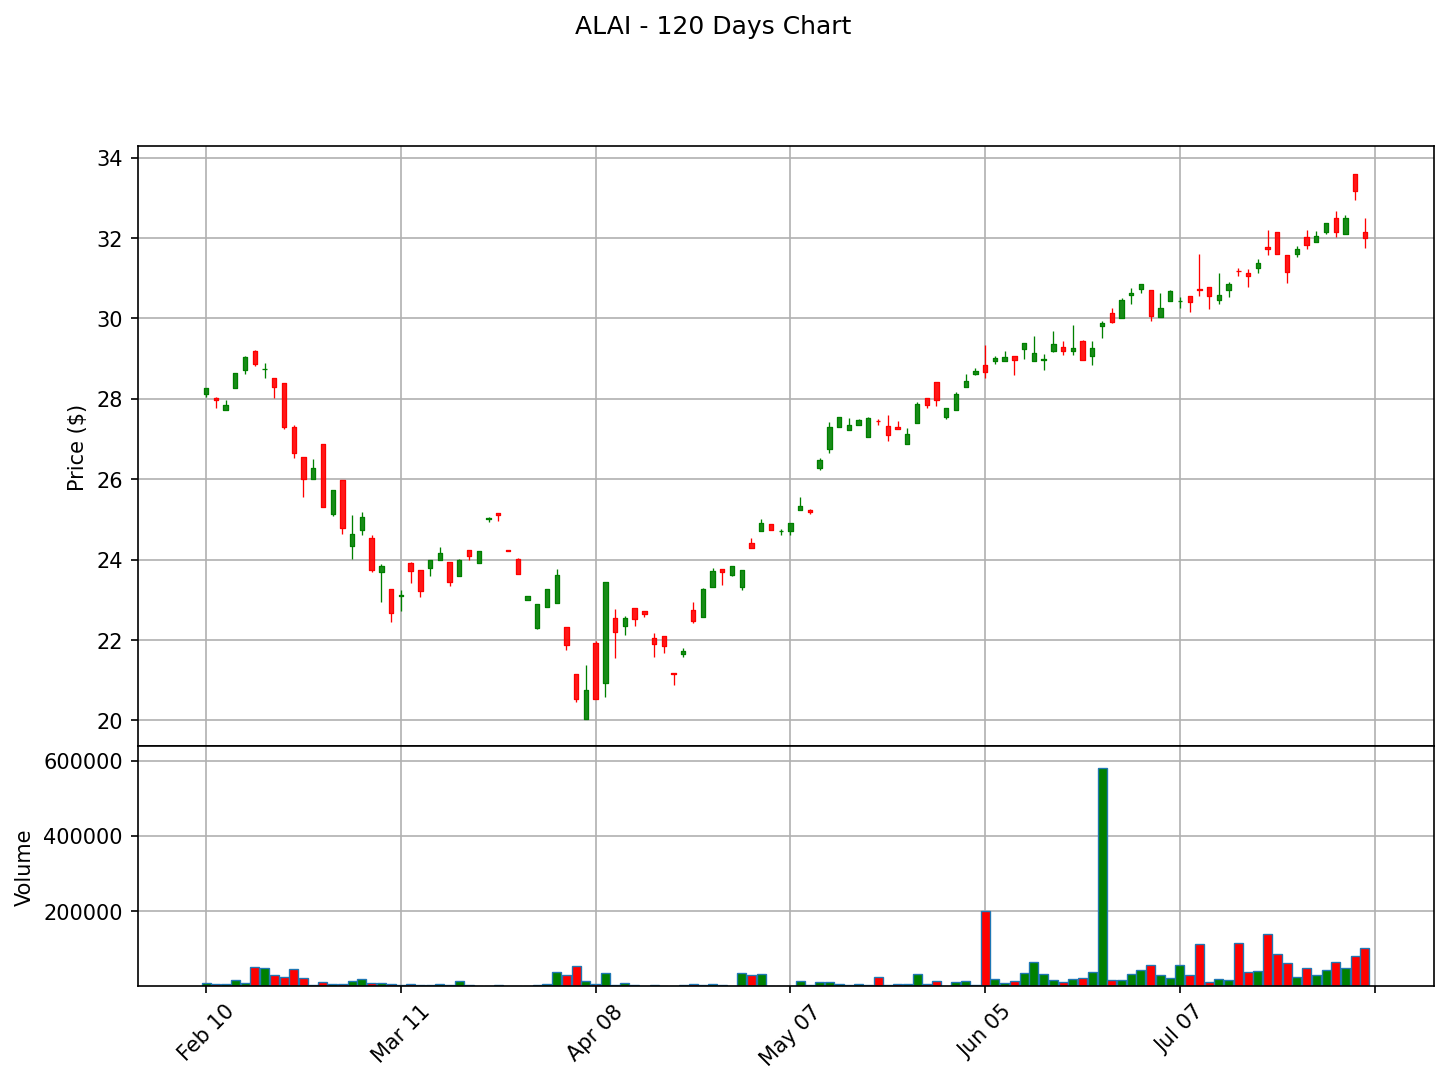 ALAI - 120 Days Chart
34
32
30
28
26
24
22
20
Price ($)
600000
400000
200000
Volume
Feb 10
Mar 11
Apr 08
May 07
Jun 05
Jul 07